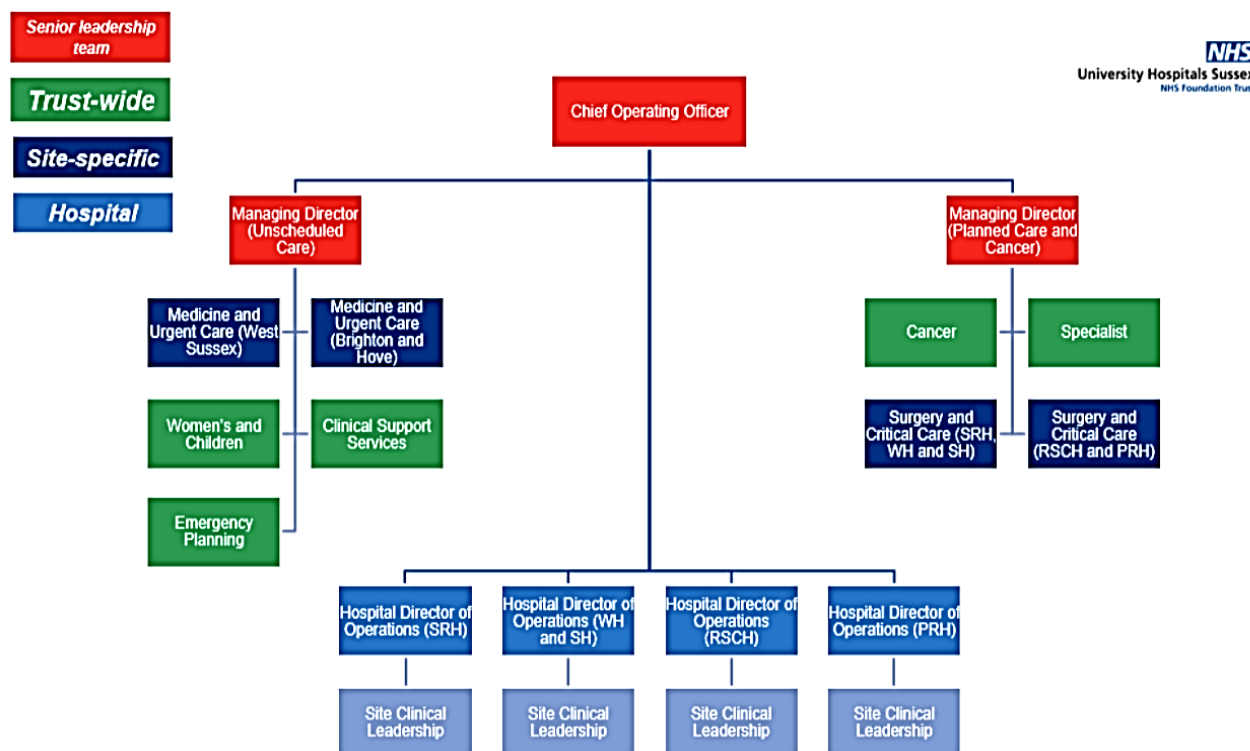 Senior leadership
team
Trust-wide
Site-specific
Hospital
NHS
University Hospitals Sussex
NHS Foundation Trus
Chief Operating Officer
Managing Director
(Unscheduled
Care)
Managing Director
(Planned Care and
Cancer)
Medicine and
Urgent Care (West
Sussex)
Medicine and
Urgent Care
(Brighton and
Hove)
Cancer
Specialist
Women's and
Children
Clinical Support
Services
Surgery and
Critical Care (SRH,
WH and SH)
Surgery and
Critical Care
(RSCH and PRH)
Emergency
Planning
Hospital Director of
Operations (SRH)
Hospital Director of
Operations (WH
and SH)
Hospital Director of
Operations
(RSCH)
Hospital Director of
Operations (PRH)
Site Clinical
Leadership
Site Clinical
Leadership
Site Clinical
Leadership
Site Clinical
Leadership